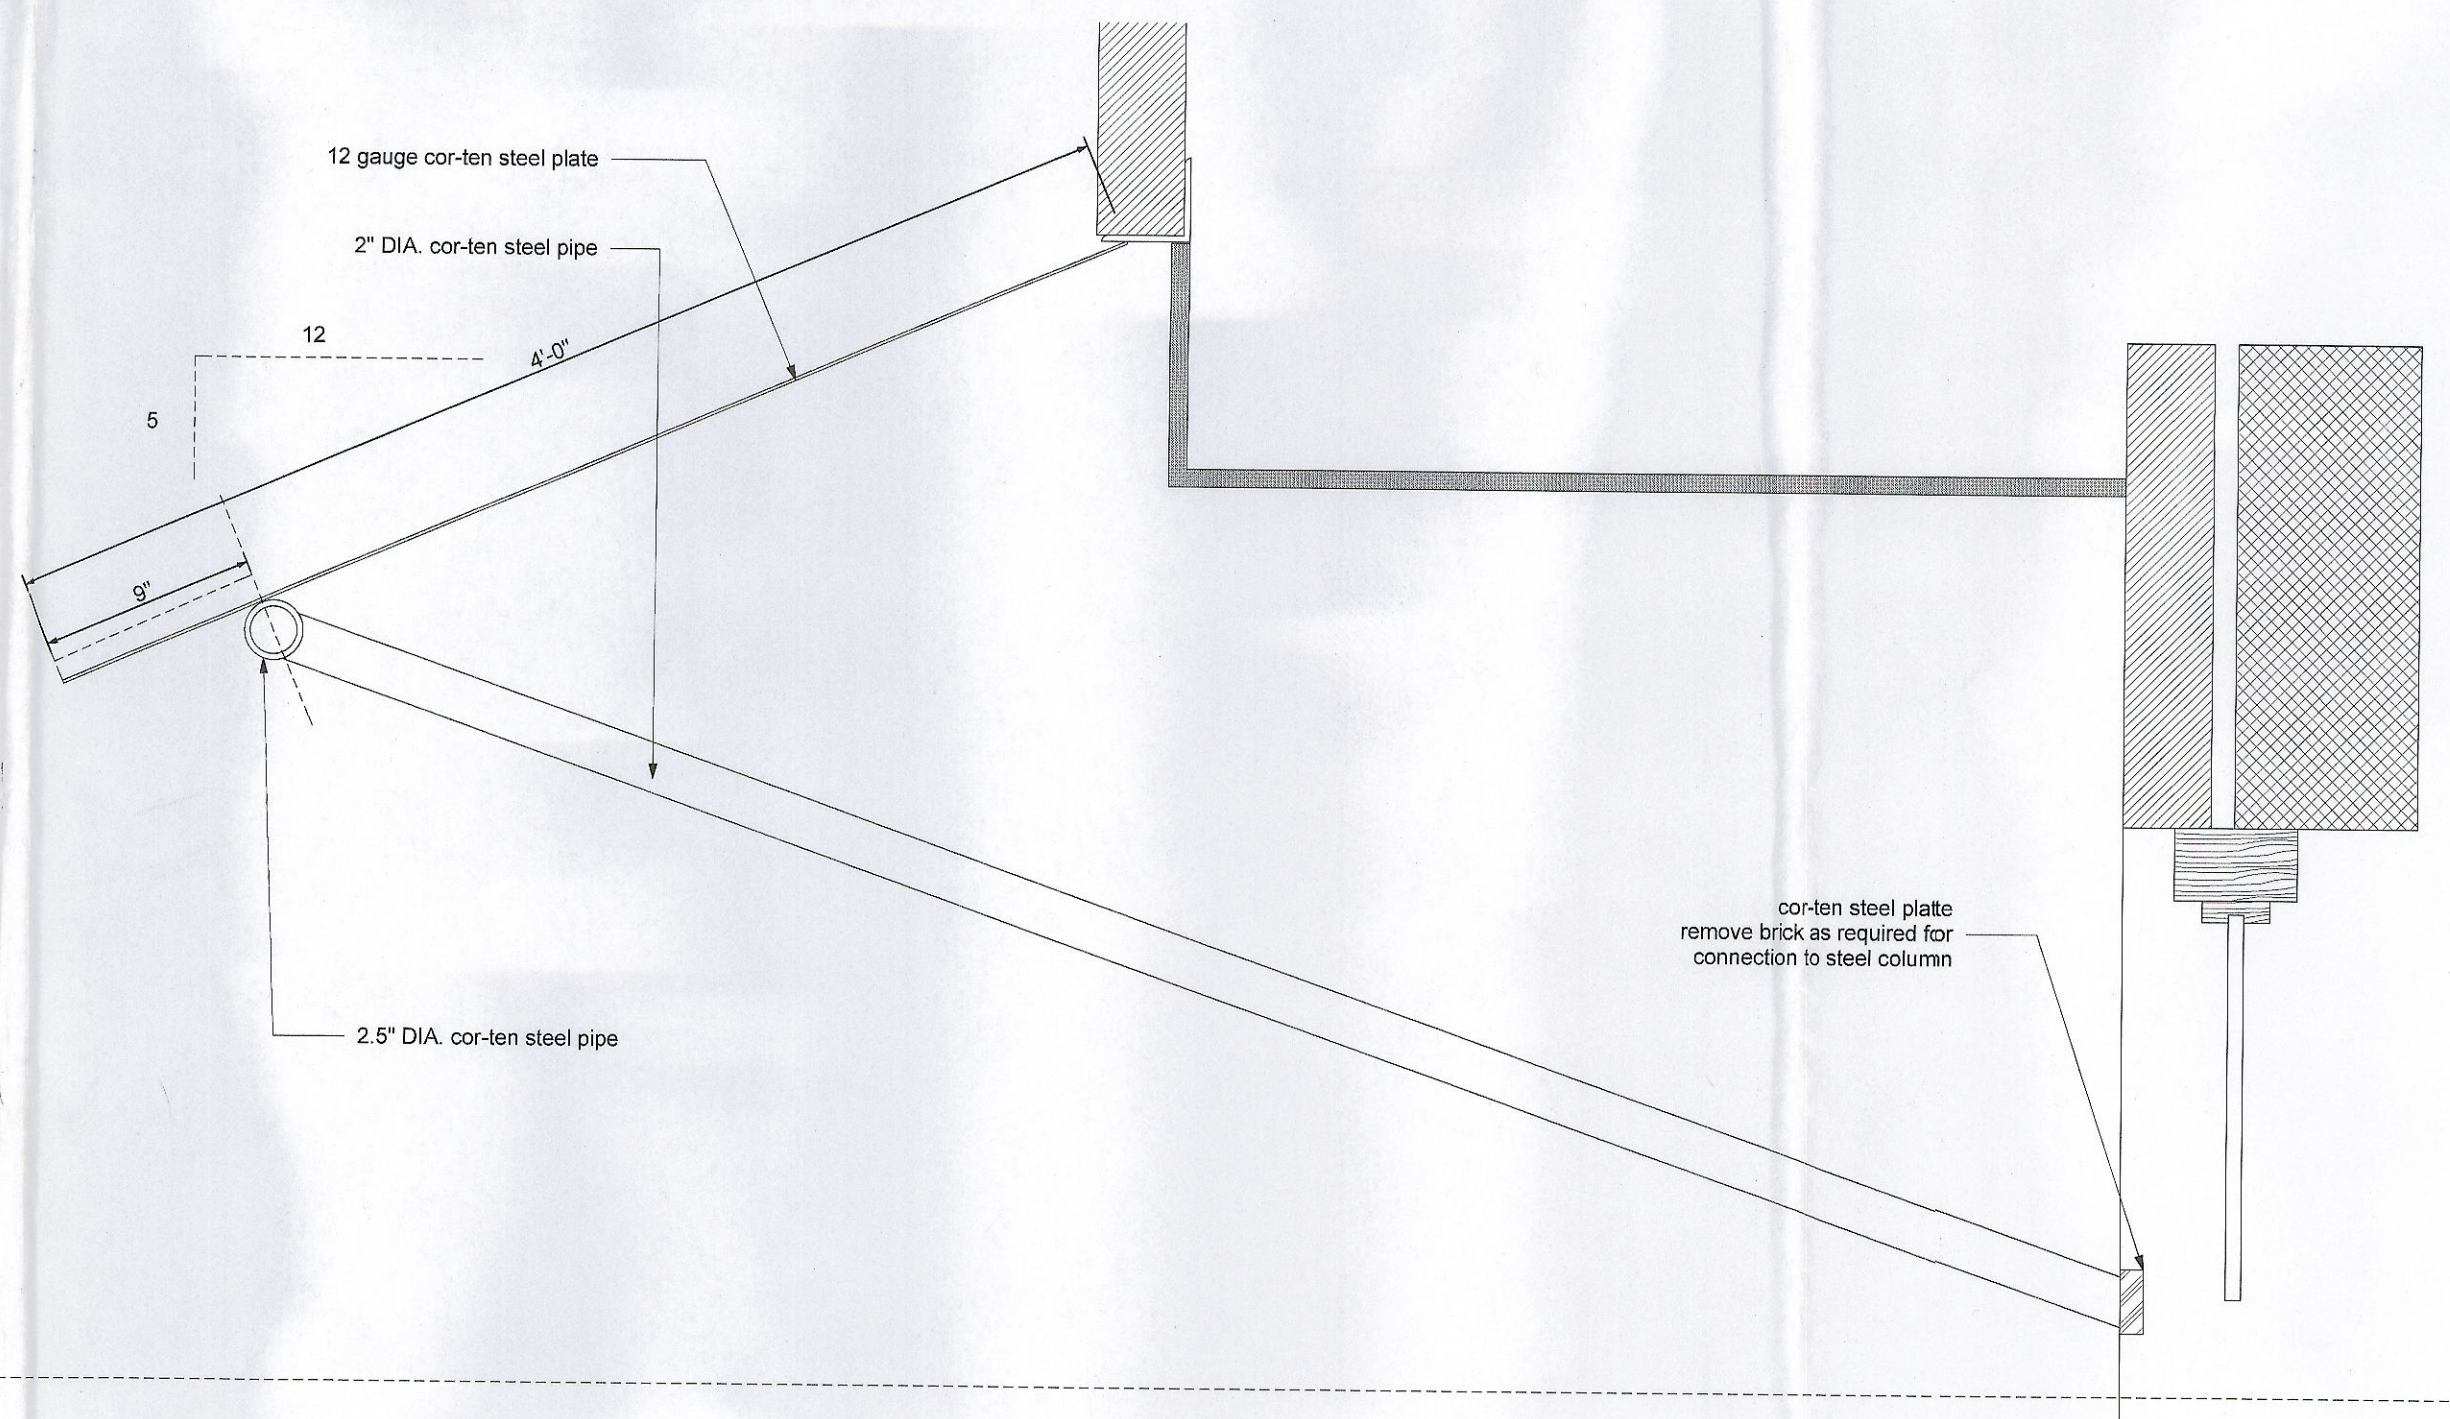 12 gauge cor-ten steel plate
2" DIA. cor-ten steel pipe
12
4'-0"
5
9"
cor-ten steel platte
remove brick as required for
connection to steel column
2.5" DIA. cor-ten steel pipe